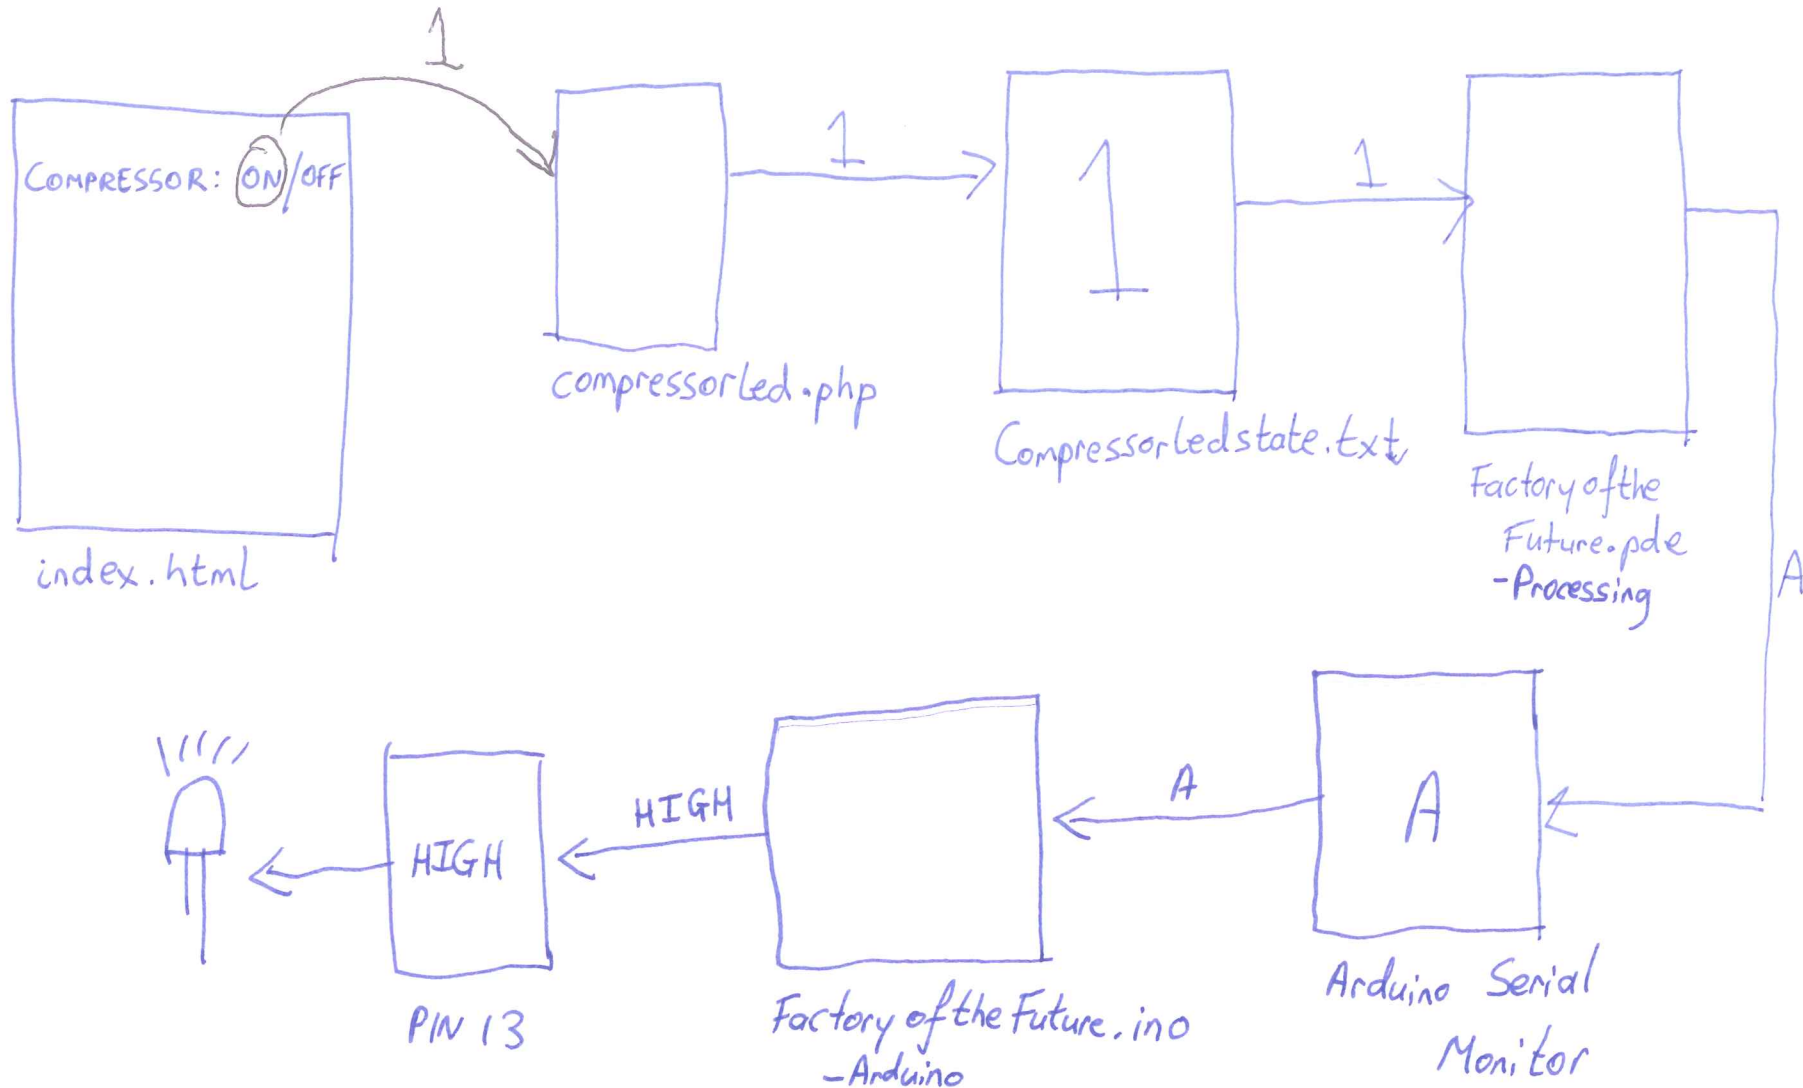 1
COMPRESSOR: ON/OFF
index.html
compressorled.php
1
1
Compressorledstate.txt
1
Factory of the
Future.pde
-Processing
A
A
Arduino Serial
Monitor
A
Factory of the Future.ino
-Arduino
HIGH
HIGH
PIN 13